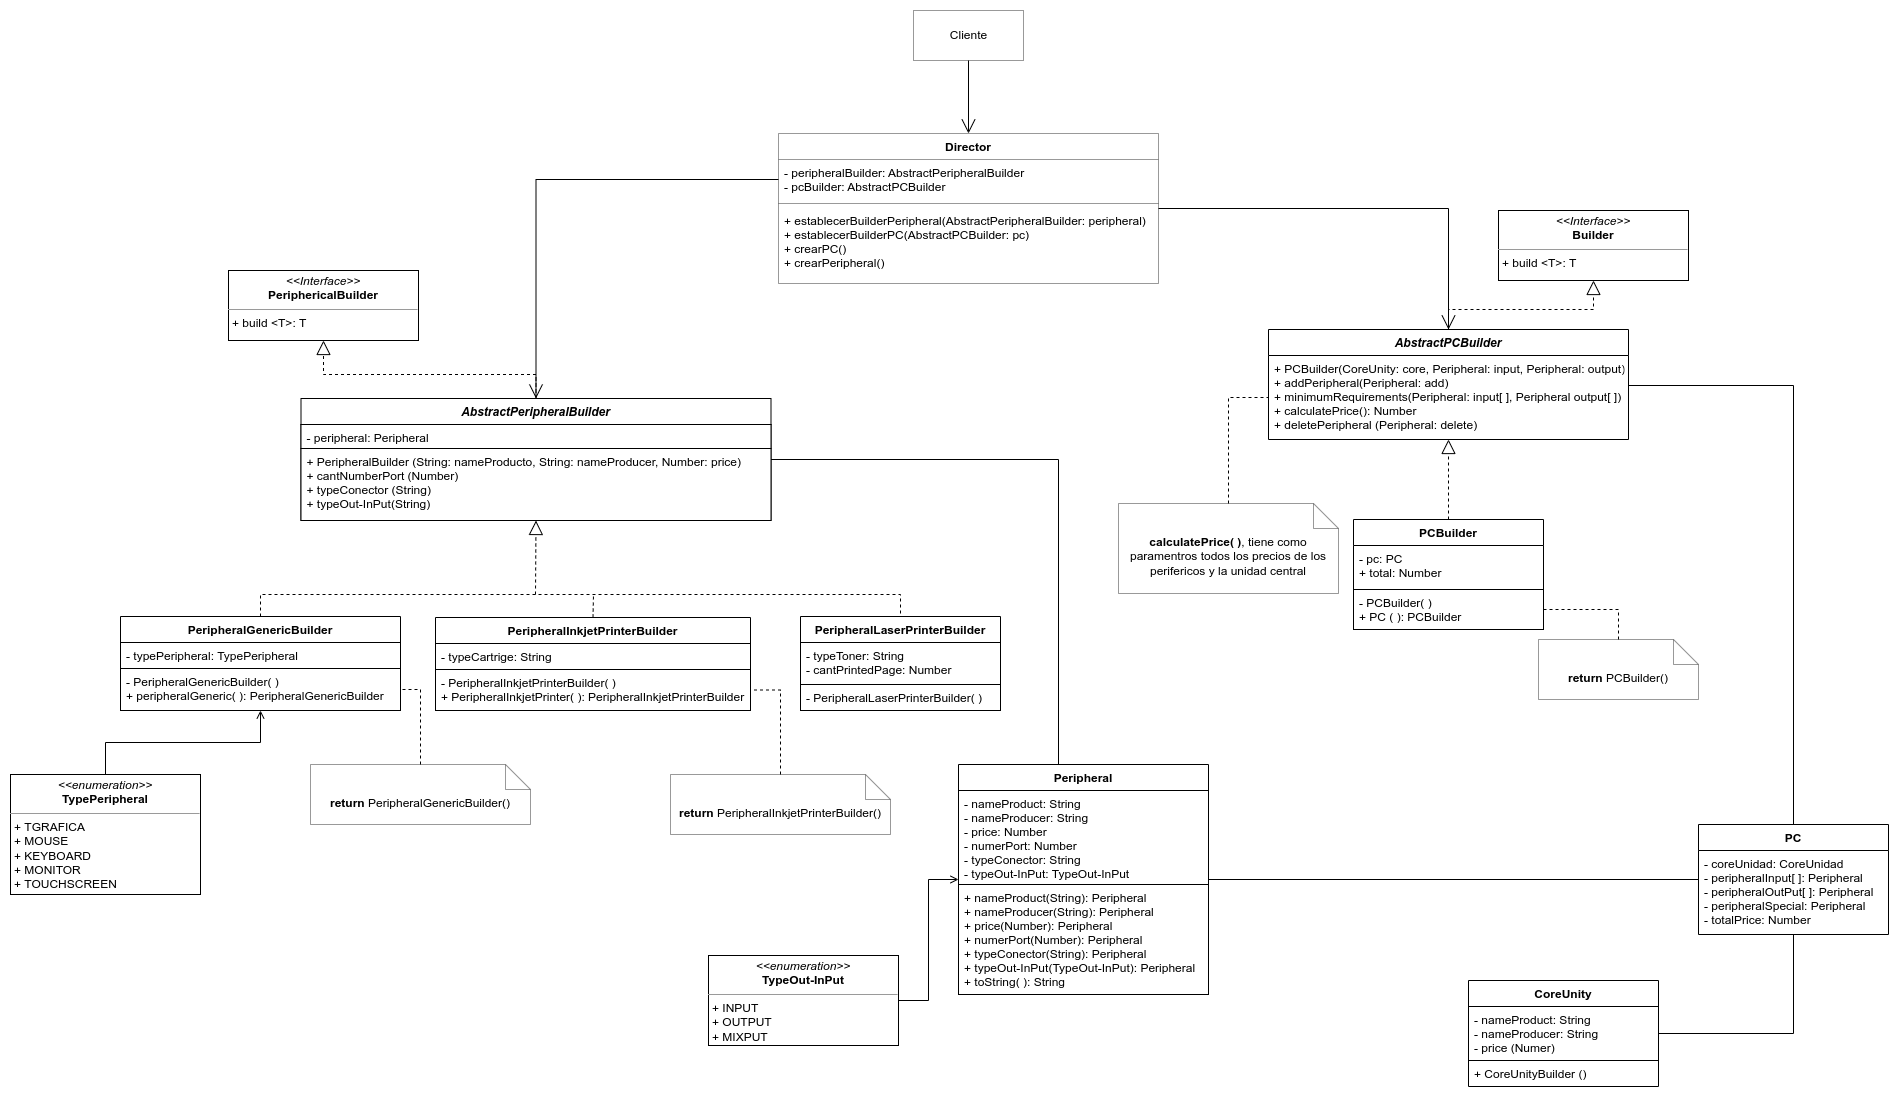 Cliente
Director
- peripheralBuilder: AbstractPeripheralBuilder
- pcBuilder: AbstractPCBuilder
+ establecerBuilderPeripheral(AbstractPeripheralBuilder: peripheral)
+ establecerBuilderPC(AbstractPCBuilder: pc)
+ crearPC()
+ crearPeripheral()
<<Interface>>
Builder
+ build <T>: T
<<Interface>>
PeriphericalBuilder
+ build <T>: T
AbstractPCBuilder
+ PCBuilder(CoreUnity: core, Peripheral: input, Peripheral: output)
+ addPeripheral(Peripheral: add)
+ minimumRequirements(Peripheral: input[ ], Peripheral output[ ])
+ calculatePrice(): Number
+ deletePeripheral (Peripheral: delete)
AbstractPeripheralBuilder
- peripheral: Peripheral
+ PeripheralBuilder (String: nameProducto, String: nameProducer, Number: price)
+ cantNumberPort (Number)
+ typeConector (String)
+ typeOut-InPut(String)
calculatePrice( ), tiene como
paramentros todos los precios de los
perifericos y la unidad central
PCBuilder
- pc: PC
+ total: Number
- PCBuilder( )
+ PC ( ): PCBuilder
return PCBuilder()
PeripheralGenericBuilder
- typePeripheral: TypePeripheral
- PeripheralGenericBuilder( )
+ peripheralGeneric( ): PeripheralGenericBuilder
PeripheralInkjetPrinterBuilder
- typeCartrige: String
- PeripheralInkjetPrinterBuilder( )
+ PeripheralInkjetPrinter( ): PeripheralInkjetPrinterBuilder
PeripheralLaserPrinterBuilder
- typeToner: String
- cantPrintedPage: Number
- PeripheralLaserPrinterBuilder( )
<<enumeration>>
TypePeripheral
+ TGRAFICA
+ MOUSE
+ KEYBOARD
+ MONITOR
+ TOUCHSCREEN
return PeripheralGenericBuilder()
return PeripheralInkjetPrinterBuilder()
Peripheral
- nameProduct: String
- nameProducer: String
- price: Number
- numerPort: Number
- typeConector: String
- typeOut-InPut: TypeOut-InPut
+ nameProduct(String): Peripheral
+ nameProducer(String): Peripheral
+ price(Number): Peripheral
+ numerPort(Number): Peripheral
+ typeConector(String): Peripheral
+ typeOut-InPut(TypeOut-InPut): Peripheral
+ toString( ): String
PC
- coreUnidad: CoreUnidad
- peripheralInput[ ]: Peripheral
- peripheralOutPut[ ]: Peripheral
- peripheralSpecial: Peripheral
- totalPrice: Number
<<enumeration>>
TypeOut-InPut
+ INPUT
+ OUTPUT
+ MIXPUT
CoreUnity
- nameProduct: String
- nameProducer: String
- price (Numer)
+ CoreUnityBuilder ()